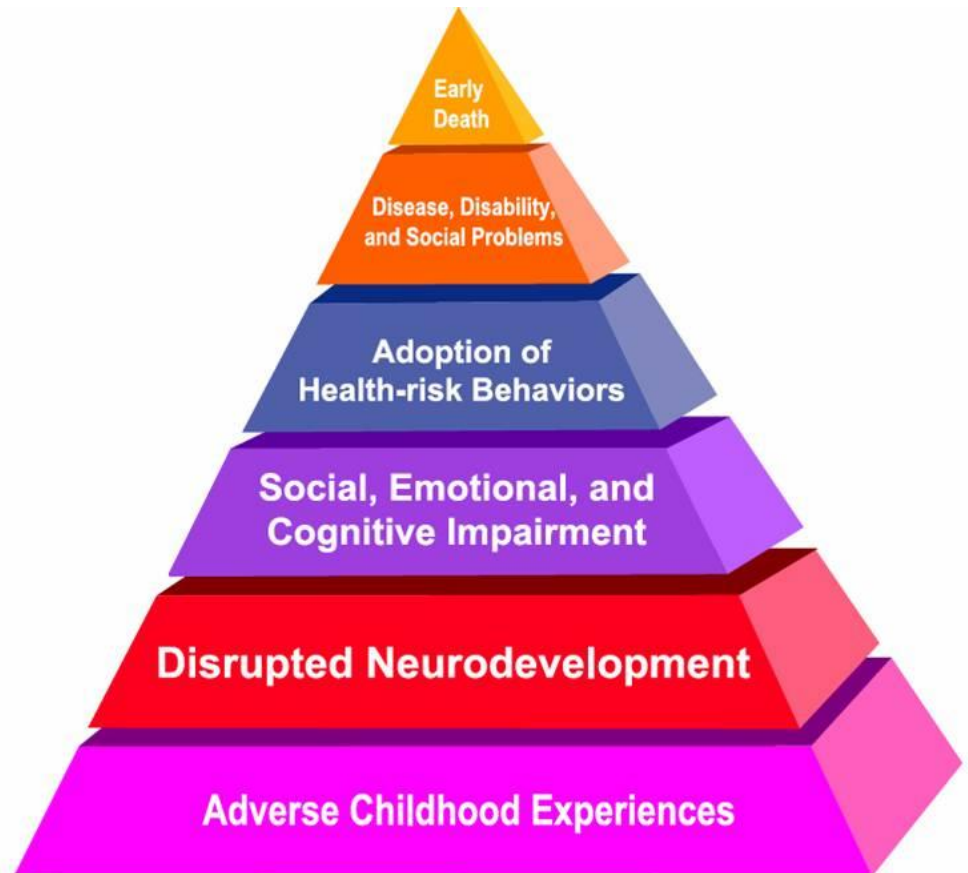 Early
Death
Disease, Disability,
and Social Problems
Adoption of
Health-risk Behaviors
Social, Emotional, and
Cognitive Impairment
Disrupted Neurodevelopment
Adverse Childhood Experiences